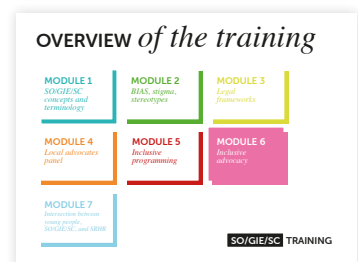 OVERVIEW of the training
MODULE 1
SO/GIE/SC
concepts and
terminology
MODULE 2
BIAS, stigma,
stereotypes
MODULE 3
Legal
frameworks
MODULE 4
Local advocates
panel
MODULE 5
Inclusive
programming
MODULE 6
Inclusive
advocacy
MODULE 7
Intersection between
young people,
SO/GIE/SC, and SRHR
SO/GIE/SC TRAINING